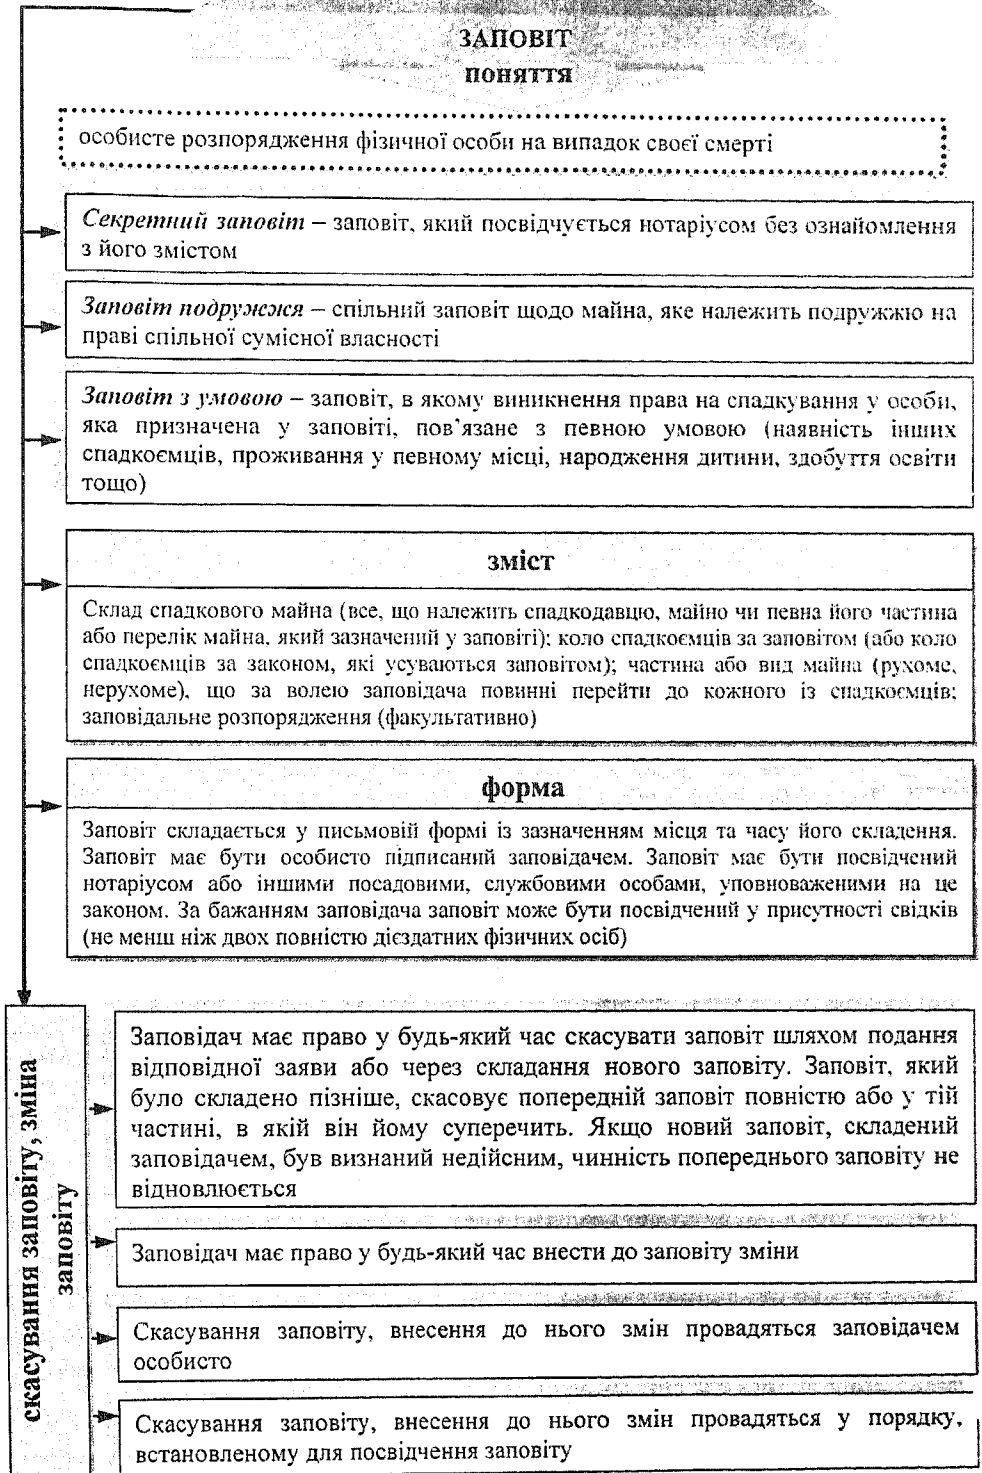 ЗАПОВІТ
поняття
особисте розпорядження фізичної особи на випадок своєї смерті
Секретний заповіт – заповіт, який посвідчується нотаріусом без ознайомлення
з його змістом
Заповіт подружжя – спільний заповіт щодо майна, яке належить подружжю на
праві спільної сумісної власності
Заповіт з умовою – заповіт, в якому виникнення права на спадкування у особи,
яка призначена у заповіті, пов’язане з певною умовою (наявність інших
спадкоємців, проживання у певному місці, народження дитини, здобуття освіти
тощо)
зміст
Склад спадкового майна (все, що належить спадкодавцю, майно чи певна його частина
або перелік майна, який зазначений у заповіті); коло спадкоємців за заповітом (або коло
спадкоємців за законом, які усуваються заповітом); частина або вид майна (рухоме,
нерухоме), що за волею заповідача повинні перейти до кожного із спадкоємців;
заповідальне розпорядження (факультативно)
форма
Заповіт складається у письмовій формі із зазначенням місця та часу його складення.
Заповіт має бути особисто підписаний заповідачем. Заповіт має бути посвідчений
нотаріусом або іншими посадовими, службовими особами, уповноваженими на це
законом. За бажанням заповідача заповіт може бути посвідчений у присутності свідків
(не менш ніж двох повністю дієздатних фізичних осіб)
скасування заповіту, зміна
заповіту
Заповідач має право у будь-який час скасувати заповіт шляхом подання
відповідної заяви або через складання нового заповіту. Заповіт, який
було складено пізніше, скасовує попередній заповіт повністю або у тій
частині, в якій він йому суперечить. Якщо новий заповіт, складений
заповідачем, був визнаний недійсним, чинність попереднього заповіту не
відновлюється
Заповідач має право у будь-який час внести до заповіту зміни
Скасування заповіту, внесення до нього змін провадяться заповідачем
особисто
Скасування заповіту, внесення до нього змін провадяться у порядку,
встановленому для посвідчення заповіту